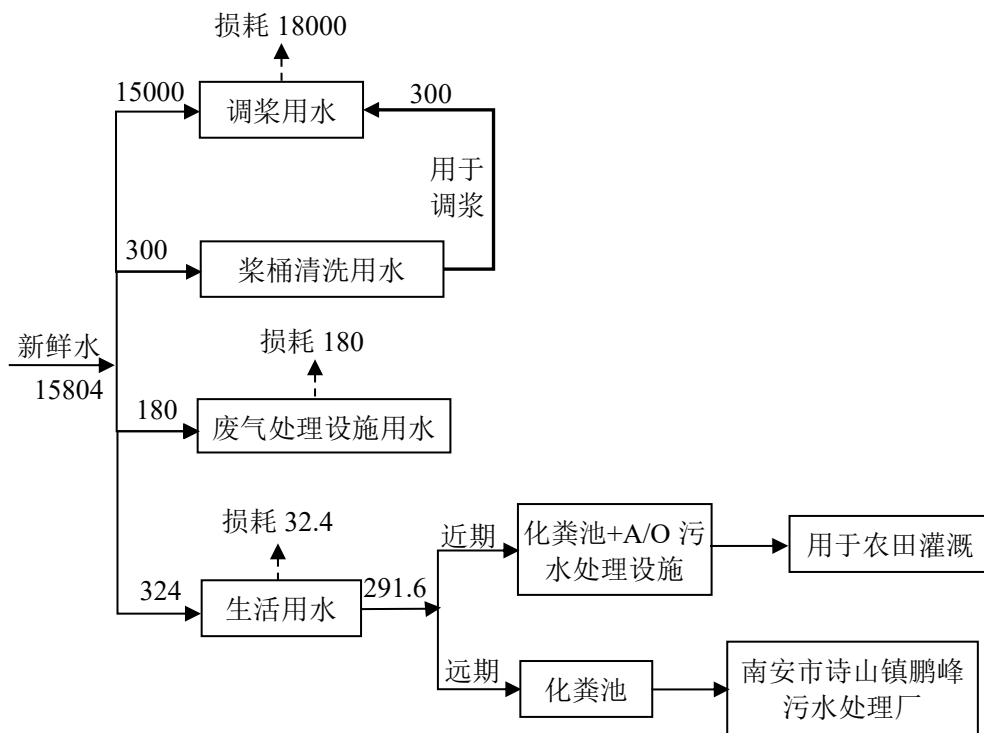 损耗 18000
15000
调桨用水
300
用于
调桨
300
桨桶清洗用水
新鲜水
15804
损耗 180
180
废气处理设施用水
损耗 32.4
324
生活用水
291.6
近期
化粪池+A/O 污
水处理设施
用于农田灌溉
远期
化粪池
南安市诗山镇鹏峰
污水处理厂